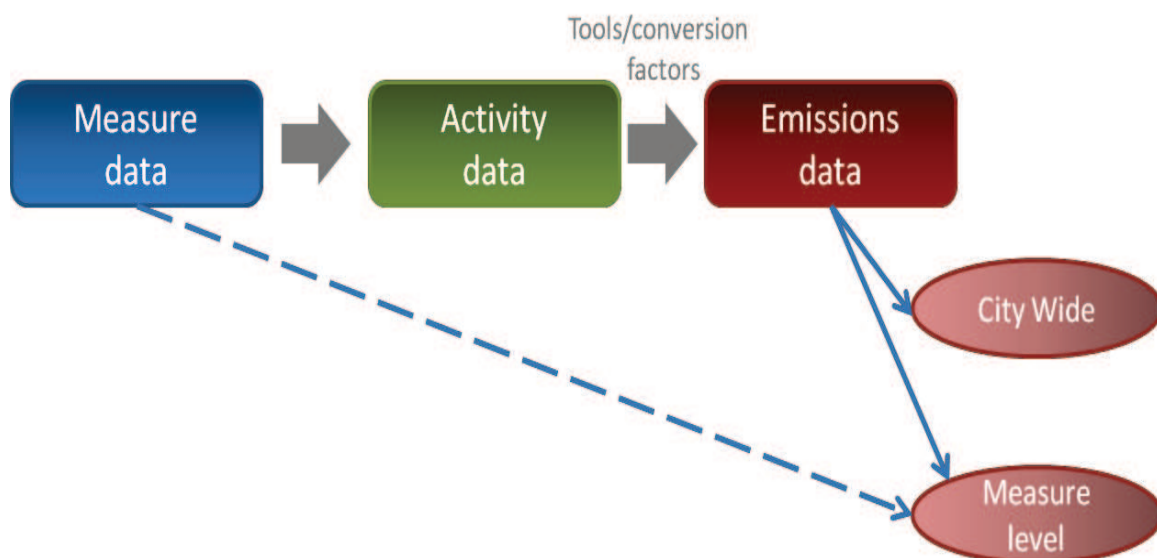 Tools/conversion
factors
Measure
data
Activity
data
Emissions
data
City Wide
Measure
level